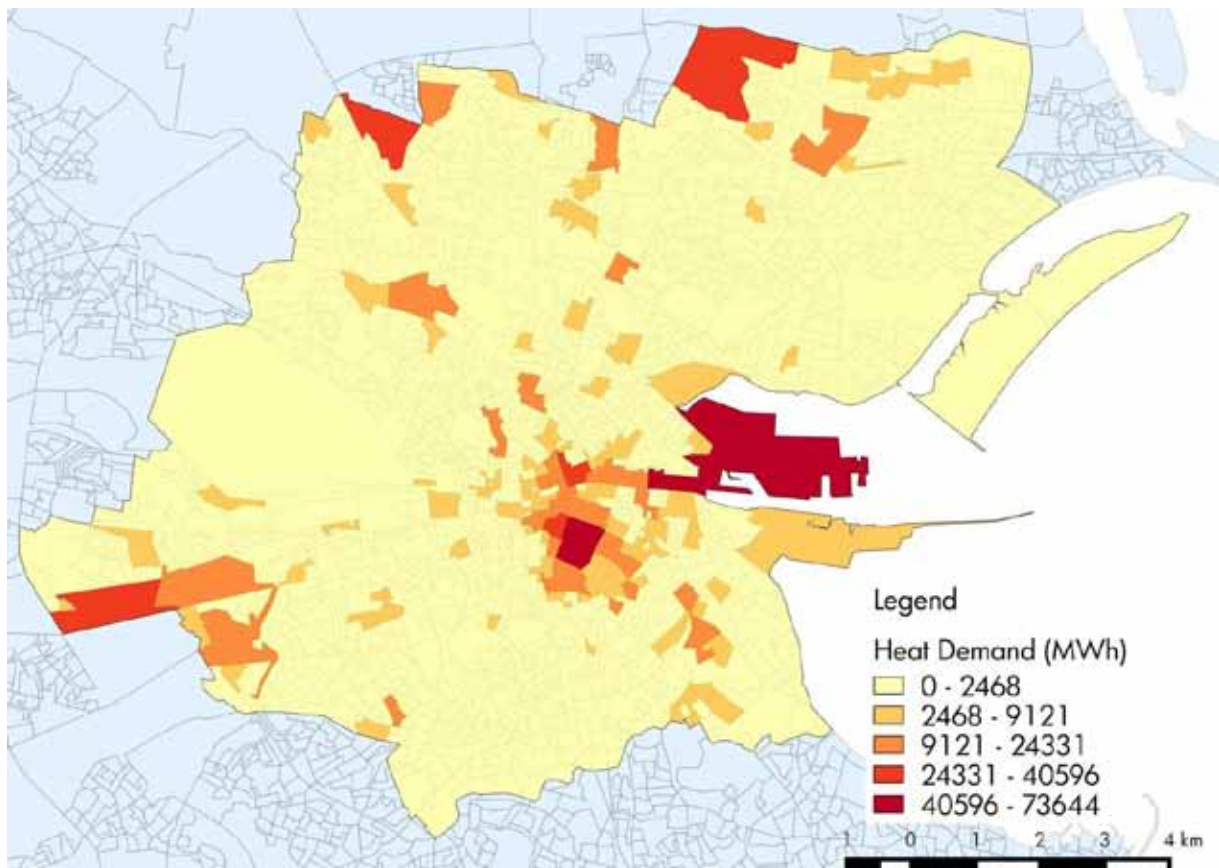 Legend
Heat Demand (MWh)
0 - 2468
2468 - 9121
9121 - 24331
24331 - 40596
40596 - 73644
1 0 1 2 3 4 km